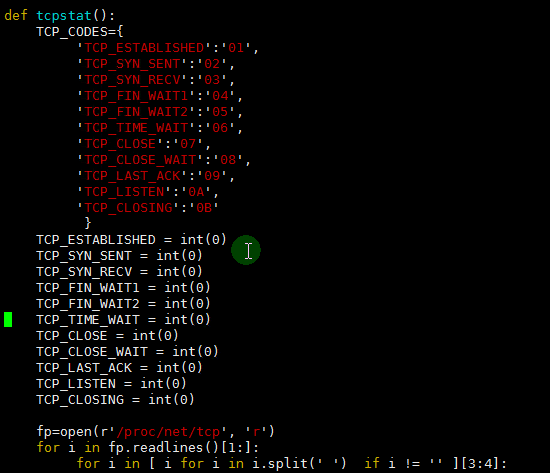 def tcpstat():
    TCP_CODES={
         'TCP_ESTABLISHED':'01',
         'TCP_SYN_SENT':'02',
         'TCP_SYN_RECV':'03',
         'TCP_FIN_WAIT1':'04',
         'TCP_FIN_WAIT2':'05',
         'TCP_TIME_WAIT':'06',
         'TCP_CLOSE':'07',
         'TCP_CLOSE_WAIT':'08',
         'TCP_LAST_ACK':'09',
         'TCP_LISTEN':'0A',
         'TCP_CLOSING':'0B'
          }
    TCP_ESTABLISHED = int(0)
    TCP_SYN_SENT = int(0)
    TCP_SYN_RECV = int(0)
    TCP_FIN_WAIT1 = int(0)
    TCP_FIN_WAIT2 = int(0)
    TCP_TIME_WAIT = int(0)
    TCP_CLOSE = int(0)
    TCP_CLOSE_WAIT = int(0)
    TCP_LAST_ACK = int(0)
    TCP_LISTEN = int(0)
    TCP_CLOSING = int(0)

    fp=open(r'/proc/net/tcp', 'r')
    for i in fp.readlines()[1:]:
         for i in [ i for i in i.split(' ')  if i != '' ][3:4]: